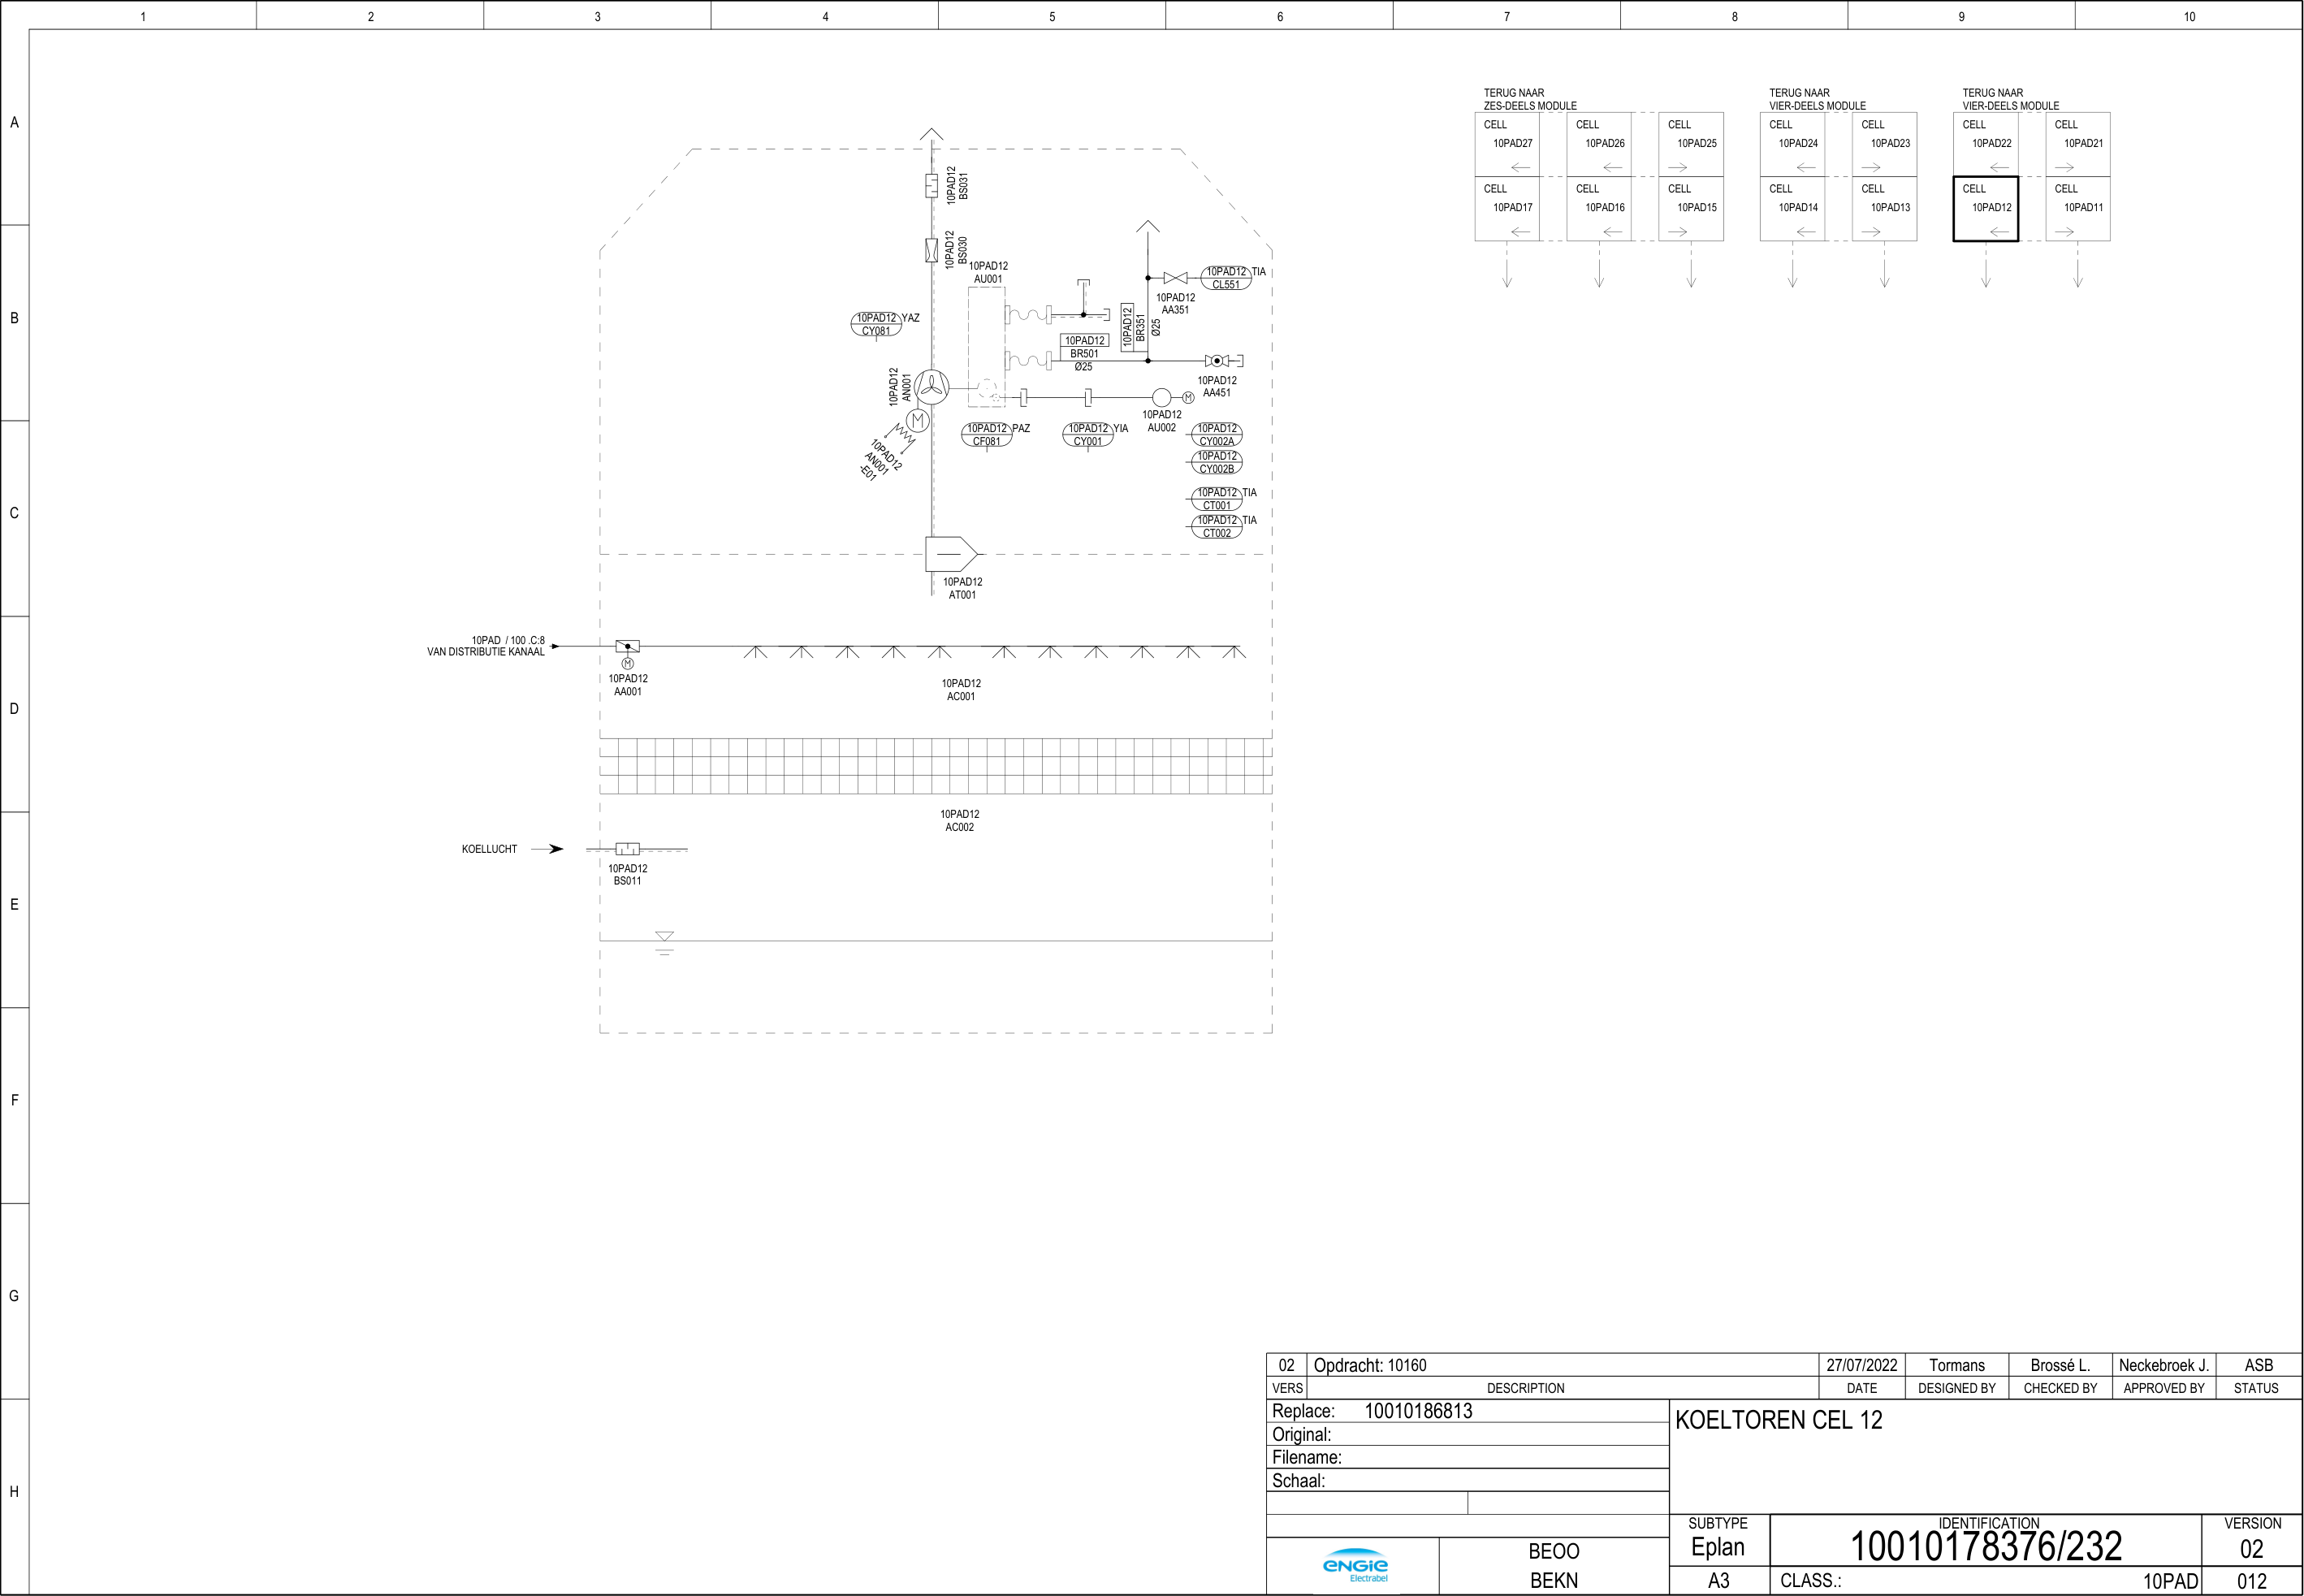 1 2 3 4 5 6 7 8 9 10
A
B
C
D
E
F
G
H
TERUG NAAR
ZES-DEELS MODULE
TERUG NAAR
VIER-DEELS MODULE
TERUG NAAR
VIER-DEELS MODULE
CELL
10PAD27
CELL
10PAD26
CELL
10PAD25
CELL
10PAD24
CELL
10PAD23
CELL
10PAD22
CELL
10PAD21
CELL
10PAD17
CELL
10PAD16
CELL
10PAD15
CELL
10PAD14
CELL
10PAD13
CELL
10PAD12
CELL
10PAD11
10PAD12
BS031
10PAD12
BS030
10PAD12
AU001
10PAD12 TIA
CL551
10PAD12
AA351
10PAD12
BR351
Ø25
10PAD12 YAZ
CY081
10PAD12
BR501
Ø25
10PAD12
AA451
10PAD12
AN001
M
10PAD12
AN001
-E01
M
10PAD12
AU002
10PAD12 PAZ
CF081
10PAD12 YIA
CY001
10PAD12
CY002A
10PAD12
CY002B
10PAD12 TIA
CT001
10PAD12 TIA
CT002
10PAD12
AT001
10PAD / 100 .C:8
VAN DISTRIBUTIE KANAAL
M
10PAD12
AA001
10PAD12
AC001
10PAD12
AC002
KOELLUCHT
10PAD12
BS011
02 Opdracht: 10160 27/07/2022 Tormans Brossé L. Neckebroek J. ASB
VERS DESCRIPTION DATE DESIGNED BY CHECKED BY APPROVED BY STATUS
Replace: 10010186813
Original:
Filename:
Schaal:
KOELTOREN CEL 12
ENGIE
Electrabel
BEOO
BEKN
SUBTYPE
Eplan
A3
IDENTIFICATION
10010178376/232
CLASS.: 10PAD
VERSION
02
012